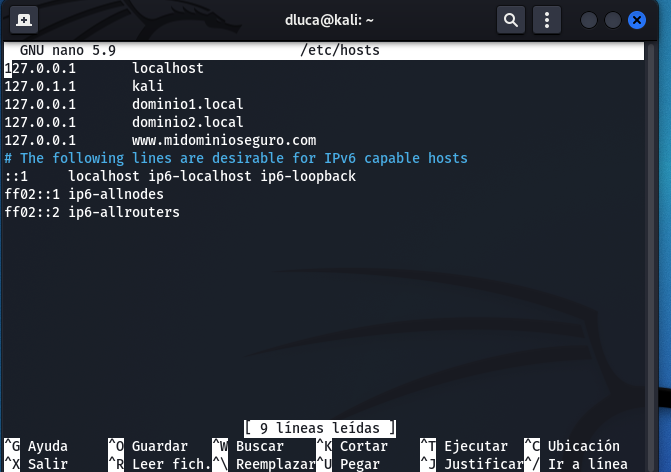 dluca@kali: ~
GNU nano 5.9 /etc/hosts
127.0.0.1 localhost
127.0.1.1 kali
127.0.0.1 dominio1.local
127.0.0.1 dominio2.local
127.0.0.1 www.midominioseguro.com
# The following lines are desirable for IPv6 capable hosts
::1 localhost ip6-localhost ip6-loopback
ff02::1 ip6-allnodes
ff02::2 ip6-allrouters
[ 9 líneas leídas ]
^G Ayuda ^O Guardar ^W Buscar ^K Cortar ^T Ejecutar ^C Ubicación
^X Salir ^R Leer fich. ^\ Reemplazar ^U Pegar ^J Justificar ^/ Ir a línea